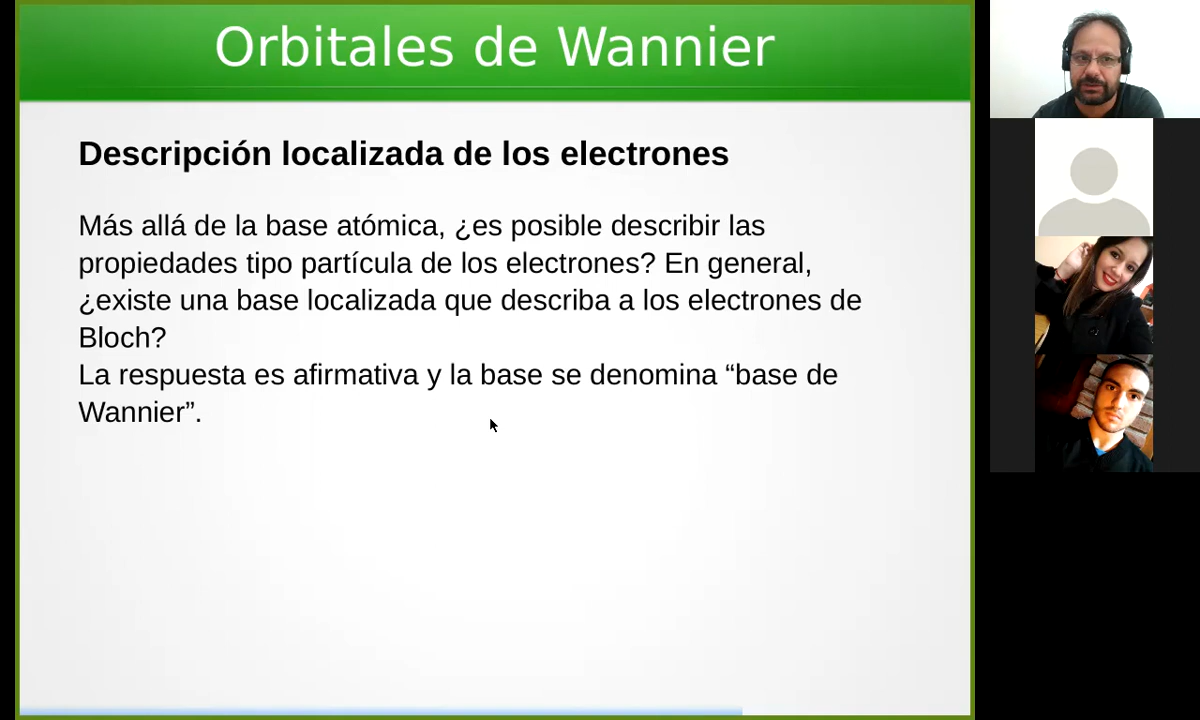 Orbitales de Wannier
Descripción localizada de los electrones
Más allá de la base atómica, ¿es posible describir las
propiedades tipo partícula de los electrones? En general,
¿existe una base localizada que describa a los electrones de
Bloch?
La respuesta es afirmativa y la base se denomina “base de
Wannier”.